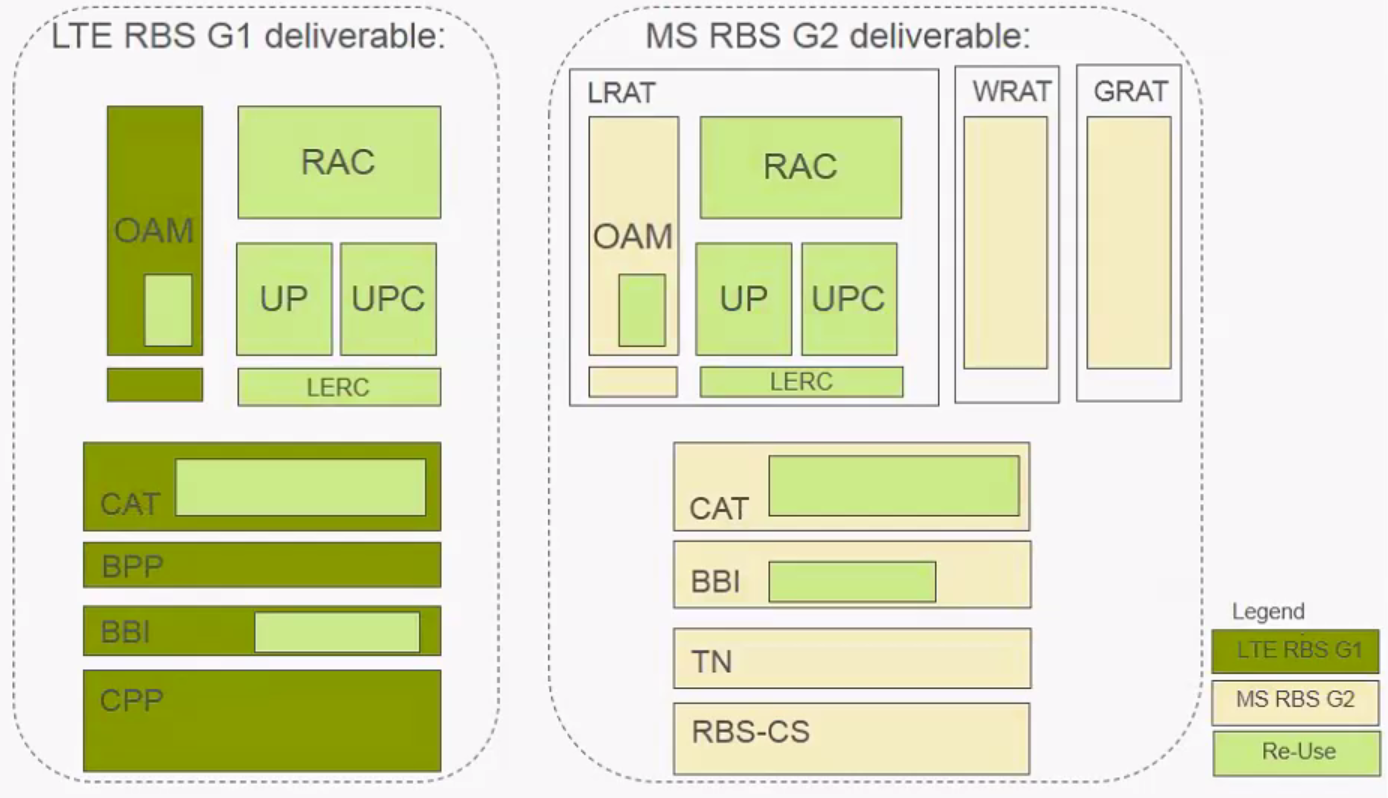 LTE RBS G1 deliverable:
OAM
RAC
UP
UPC
LERC
CAT
BPP
BBI
CPP
MS RBS G2 deliverable:
LRAT
OAM
RAC
UP
UPC
LERC
WRAT
GRAT
CAT
BBI
TN
RBS-CS
Legend
LTE RBS G1
MS RBS G2
Re-Use